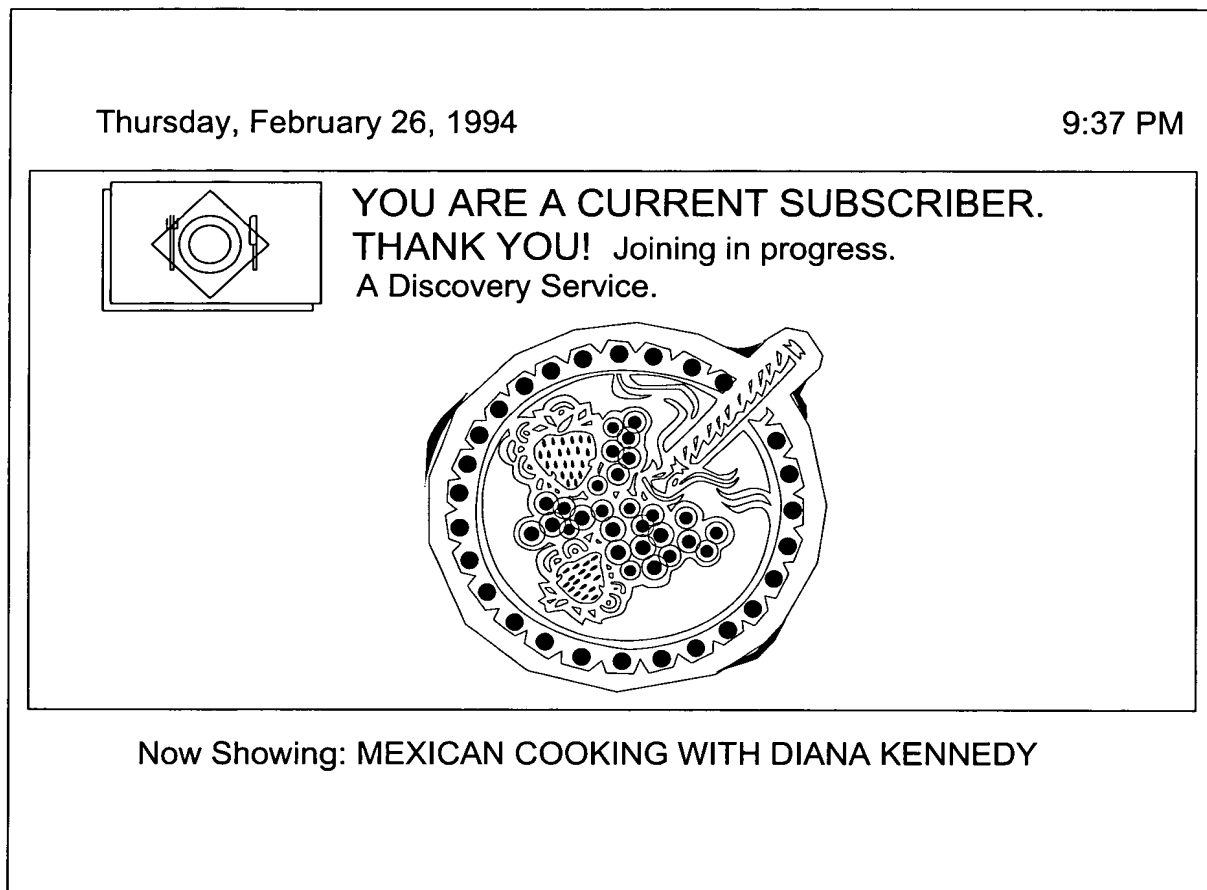 Thursday, February 26, 1994 9:37 PM
YOU ARE A CURRENT SUBSCRIBER.
THANK YOU! Joining in progress.
A Discovery Service.
Now Showing: MEXICAN COOKING WITH DIANA KENNEDY